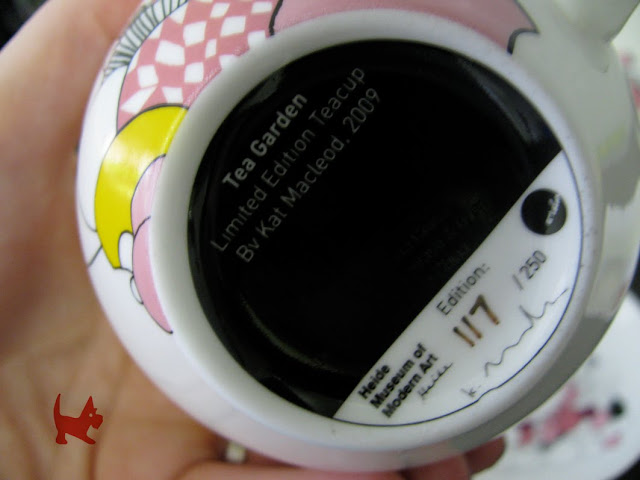 Tea Garden
Limited Edition Teacup
By Kat Macleod, 2009
Edition:
117 / 250
Heide
Museum of
Modern Art